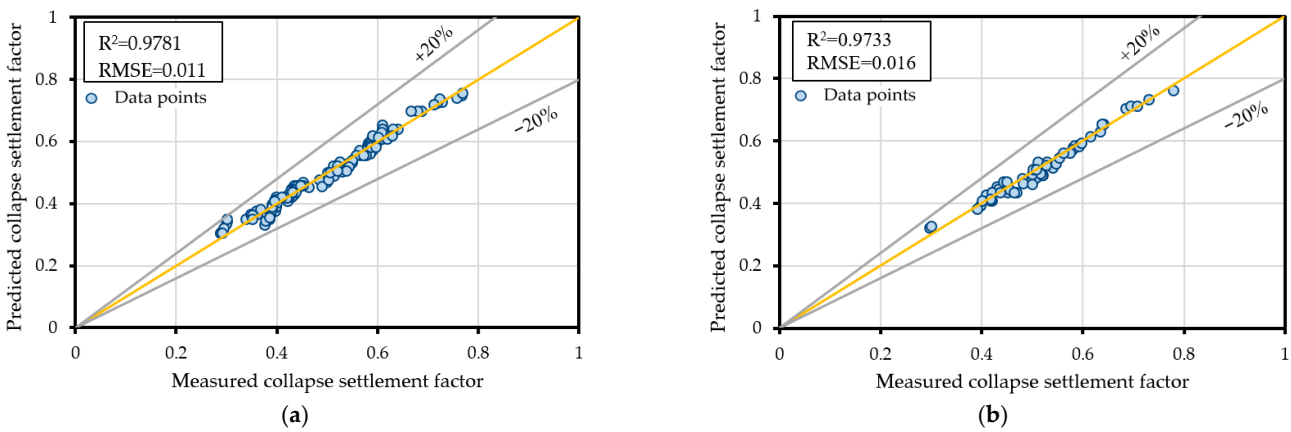 R²=0.9781
RMSE=0.011
Data points
+20%
−20%
Predicted collapse settlement factor
1
0.8
0.6
0.4
0.2
0
0
0.2
0.4
0.6
0.8
1
Measured collapse settlement factor
(a)
R²=0.9733
RMSE=0.016
Data points
+20%
−20%
Predicted collapse settlement factor
1
0.8
0.6
0.4
0.2
0
0
0.2
0.4
0.6
0.8
1
Measured collapse settlement factor
(b)